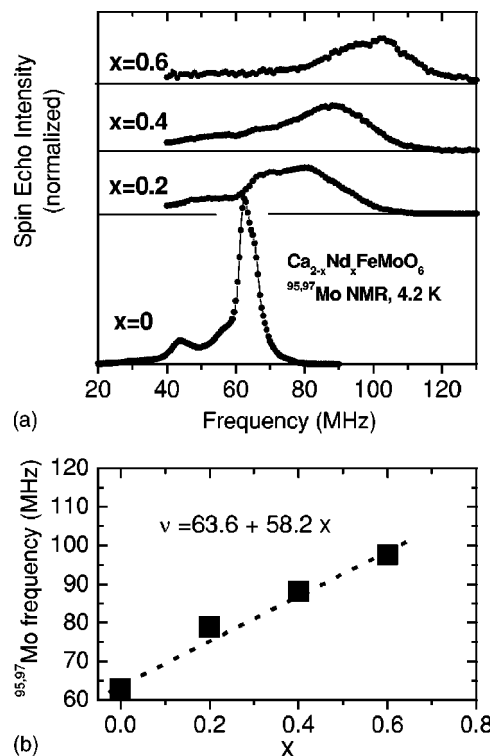 x=0.6
x=0.4
x=0.2
x=0
Spin Echo Intensity
(normalized)
Ca₂₋ₓNdₓFeMoO₆
⁹⁵,⁹⁷Mo NMR, 4.2 K
20 40 60 80 100 120
(a) Frequency (MHz)
120
110
100
90
80
70
60
⁹⁵,⁹⁷Mo frequency (MHz)
ν =63.6 + 58.2 x
0.0 0.2 0.4 0.6 0.8
(b) X